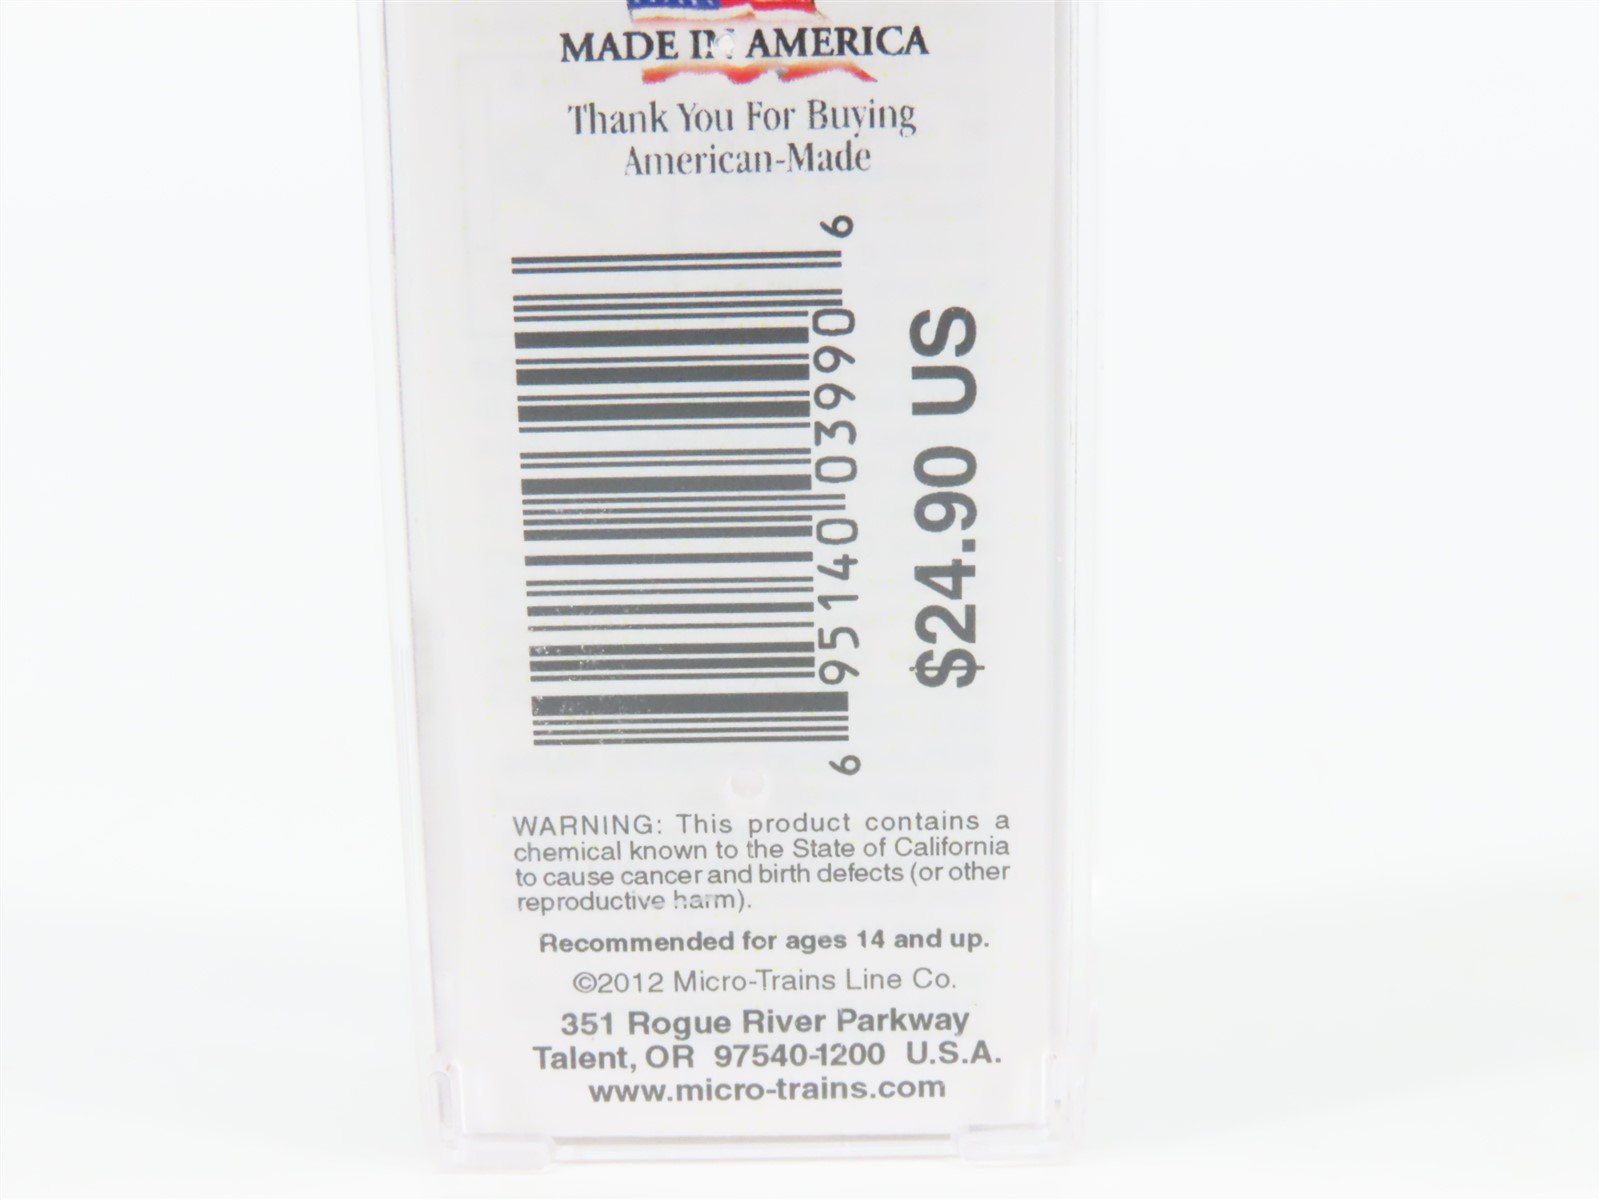 MADE IN AMERICA
Thank You For Buying
American-Made
6 95140 03990 6
$24.90 US
WARNING: This product contains a
chemical known to the State of California
to cause cancer and birth defects (or other
reproductive harm).
Recommended for ages 14 and up.
©2012 Micro-Trains Line Co.
351 Rogue River Parkway
Talent, OR 97540-1200 U.S.A.
www.micro-trains.com